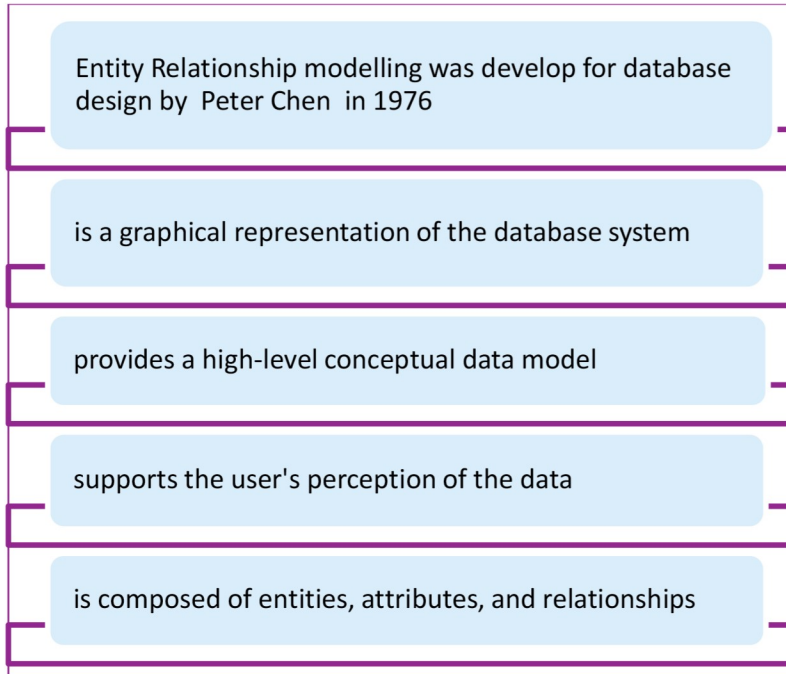 Entity Relationship modelling was develop for database
design by  Peter Chen  in 1976
is a graphical representation of the database system
provides a high-level conceptual data model
supports the user's perception of the data
is composed of entities, attributes, and relationships